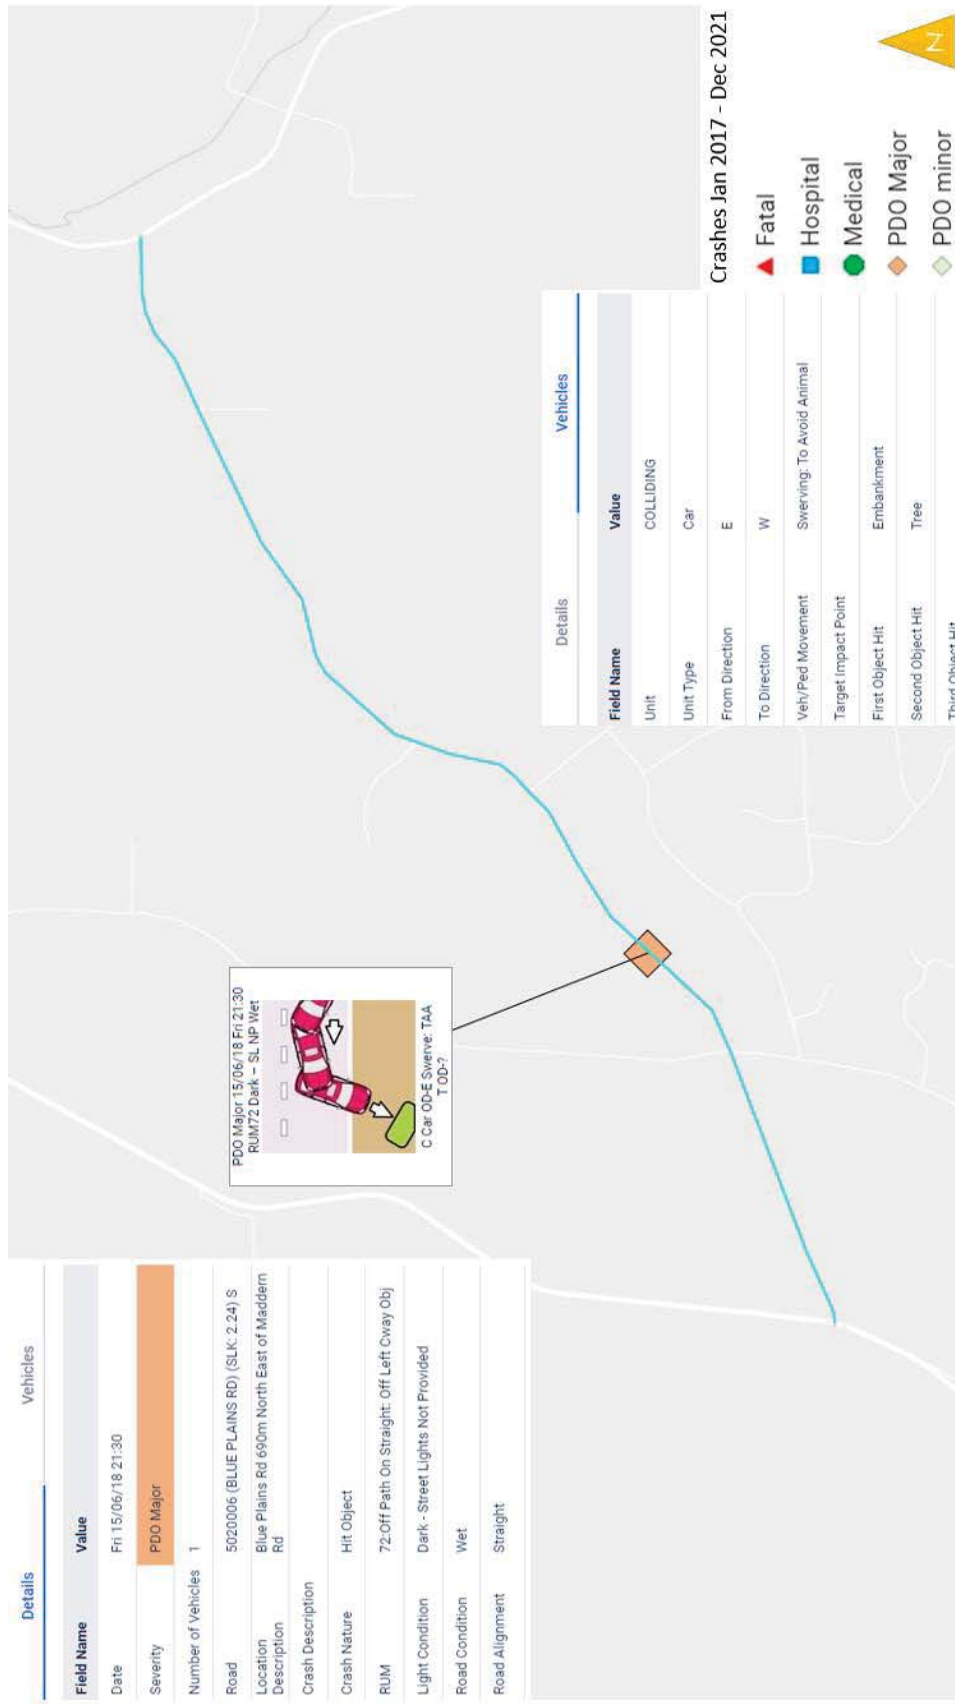 Details
Vehicles
Field Name
Value
Date
Fri 15/06/18 21:30
Severity
PDO Major
Number of Vehicles
1
Road
5020006 (BLUE PLAINS RD) (SLK: 2.24) S
Location
Description
Blue Plains Rd 690m North East of Maddern
Rd
Crash Description
Crash Nature
Hit Object
RUM
72:Off Path On Straight: Off Left Cway Obj
Light Condition
Dark - Street Lights Not Provided
Road Condition
Wet
Road Alignment
Straight
PDO Major 15/06/18 Fri 21:30
RUM72 Dark – SL NP Wet
C Car OD-E Swerve: TAA
T OD-?
Details
Vehicles
Field Name
Value
Unit
COLLIDING
Unit Type
Car
From Direction
E
To Direction
W
Veh/Ped Movement
Swerving: To Avoid Animal
Target Impact Point
First Object Hit
Embankment
Second Object Hit
Tree
Third Object Hit
Crashes Jan 2017 - Dec 2021
Fatal
Hospital
Medical
PDO Major
PDO minor
N